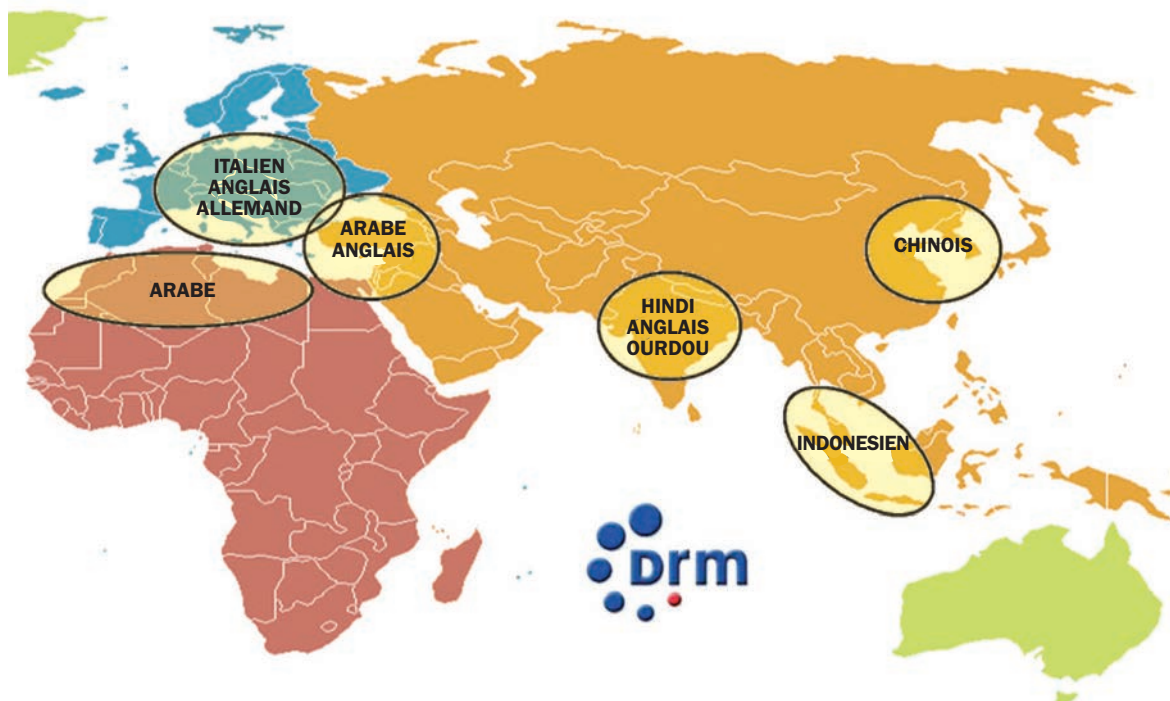 ITALIEN
ANGLAIS
ALLEMAND
ARABE
ANGLAIS
ARABE
CHINOIS
HINDI
ANGLAIS
OURDOU
INDONESIEN
Drm